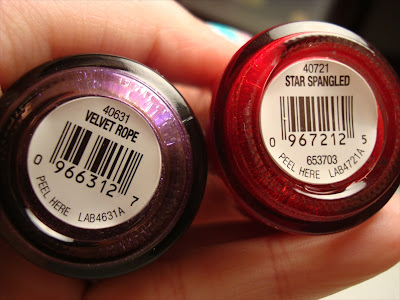 40631
VELVET ROPE
0 966312 7
PEEL HERE LAB4631A
40721
STAR SPANGLED
0 967212 5
653703
PEEL HERE LAB4721A